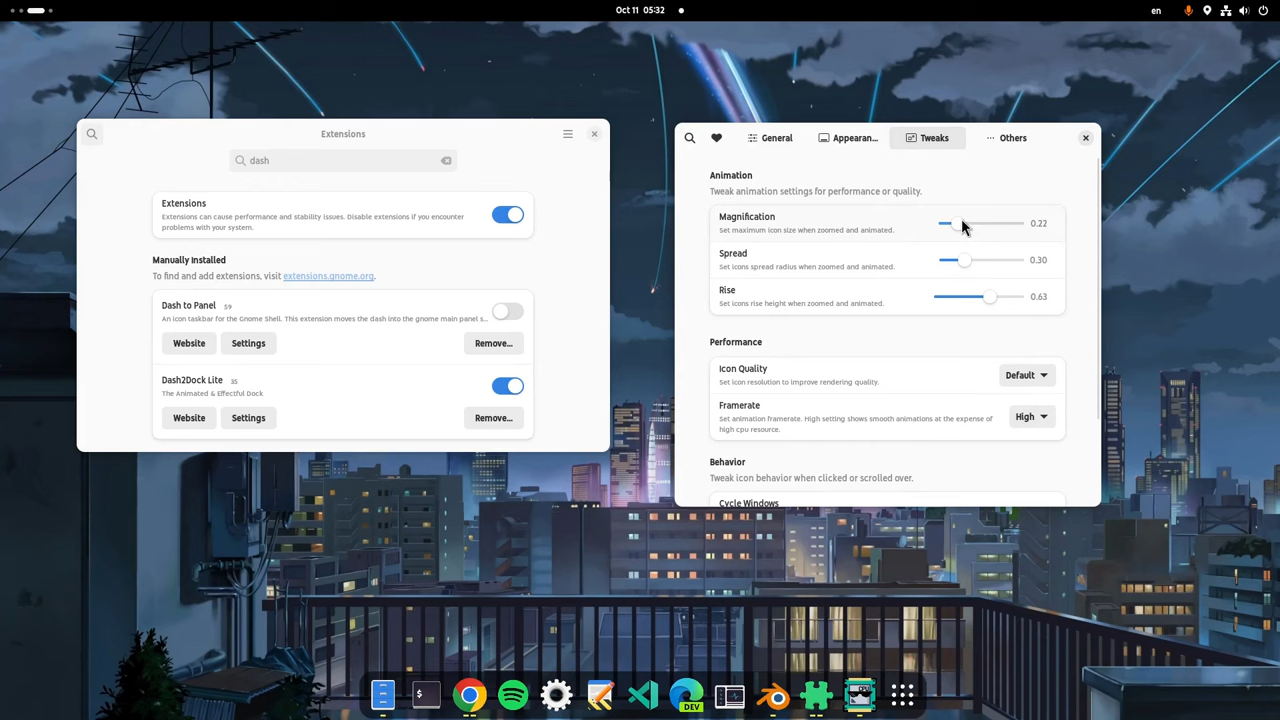 Oct 11 05:32
en
Extensions
dash
Extensions
Extensions can cause performance and stability issues. Disable extensions if you encounter
problems with your system.
Manually Installed
To find and add extensions, visit extensions.gnome.org.
Dash to Panel 59
An icon taskbar for the Gnome Shell. This extension moves the dash into the gnome main panel s...
Website Settings Remove...
Dash2Dock Lite 35
The Animated & Effectful Dock
Website Settings Remove...
General Appearan... Tweaks Others
Animation
Tweak animation settings for performance or quality.
Magnification
Set maximum icon size when zoomed and animated.
0.22
Spread
Set icons spread radius when zoomed and animated.
0.30
Rise
Set icons rise height when zoomed and animated.
0.63
Performance
Icon Quality
Set icon resolution to improve rendering quality.
Default
Framerate
Set animation framerate. High setting shows smooth animations at the expense of
high cpu resource.
High
Behavior
Tweak icon behavior when clicked or scrolled over.
Cycle Windows
$
DEV
CPU